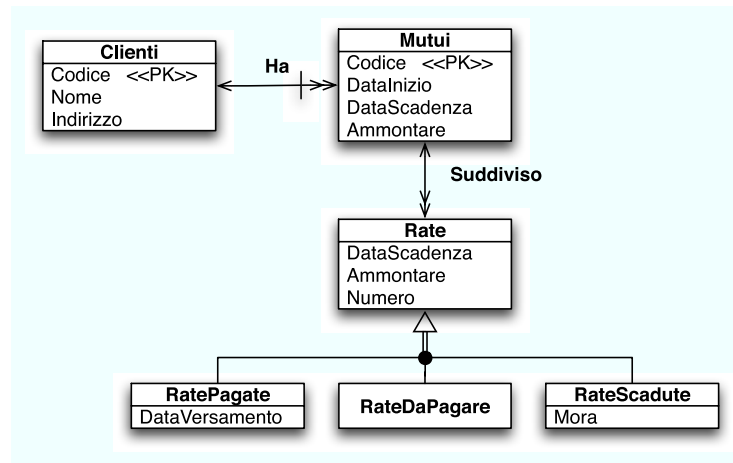 Clienti
Codice <<PK>>
Nome
Indirizzo
Ha
Mutui
Codice <<PK>>
DataInizio
DataScadenza
Ammontare
Suddiviso
Rate
DataScadenza
Ammontare
Numero
RatePagate
DataVersamento
RateDaPagare
RateScadute
Mora